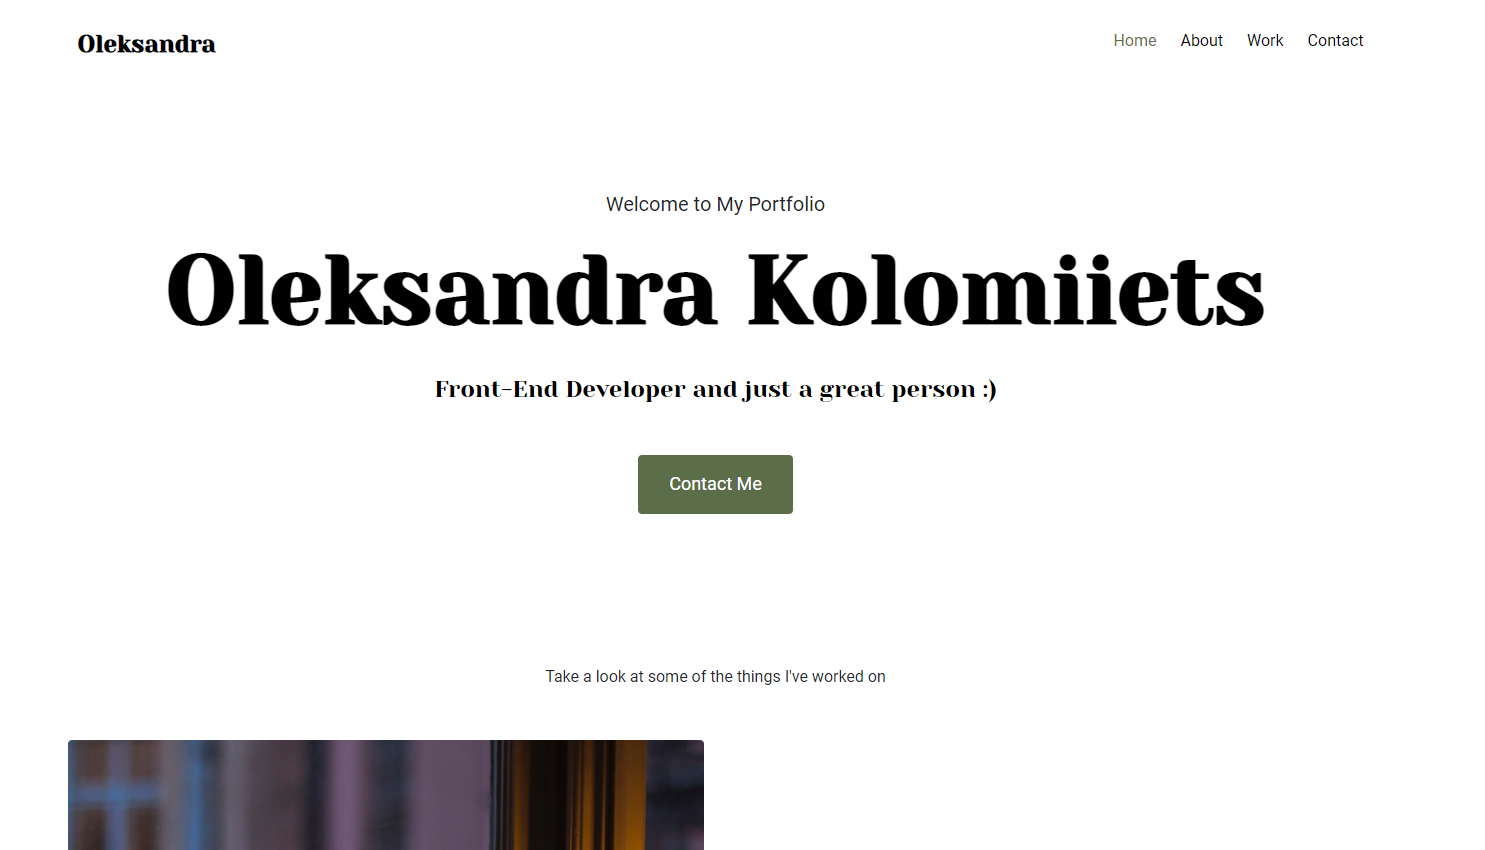 Oleksandra
Home About Work Contact
Welcome to My Portfolio
Oleksandra Kolomiiets
Front-End Developer and just a great person :)
Contact Me
Take a look at some of the things I've worked on